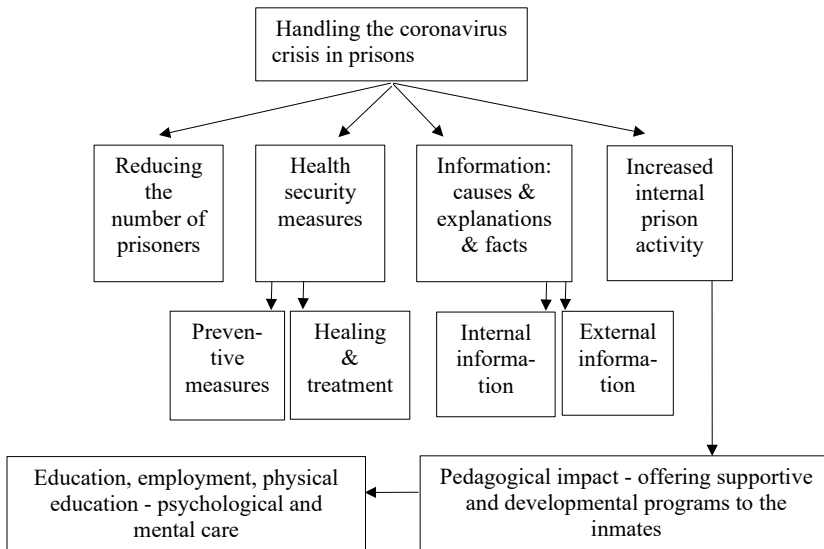 Handling the coronavirus
crisis in prisons
Reducing
the
number of
prisoners
Health
security
measures
Information:
causes &
explanations
& facts
Increased
internal
prison
activity
Preven-
tive
measures
Healing
&
treatment
Internal
informa-
tion
External
informa-
tion
Education, employment, physical
education - psychological and
mental care
Pedagogical impact - offering supportive
and developmental programs to the
inmates